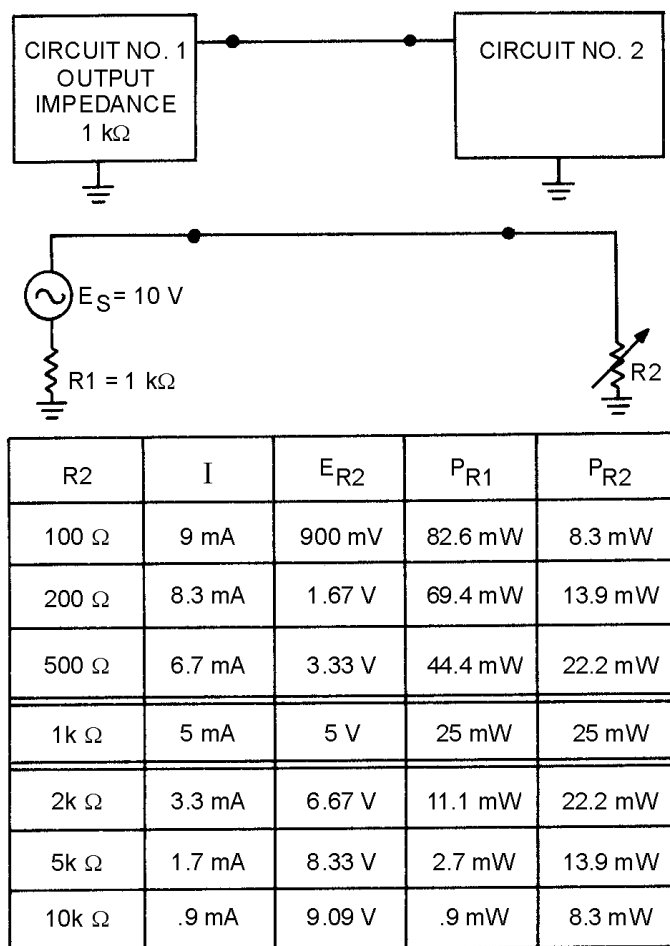 CIRCUIT NO. 1
OUTPUT
IMPEDANCE
1 kΩ
CIRCUIT NO. 2
E_S = 10 V
R1 = 1 kΩ
R2
R2 I E_R2 P_R1 P_R2
100 Ω 9 mA 900 mV 82.6 mW 8.3 mW
200 Ω 8.3 mA 1.67 V 69.4 mW 13.9 mW
500 Ω 6.7 mA 3.33 V 44.4 mW 22.2 mW
1k Ω 5 mA 5 V 25 mW 25 mW
2k Ω 3.3 mA 6.67 V 11.1 mW 22.2 mW
5k Ω 1.7 mA 8.33 V 2.7 mW 13.9 mW
10k Ω .9 mA 9.09 V .9 mW 8.3 mW